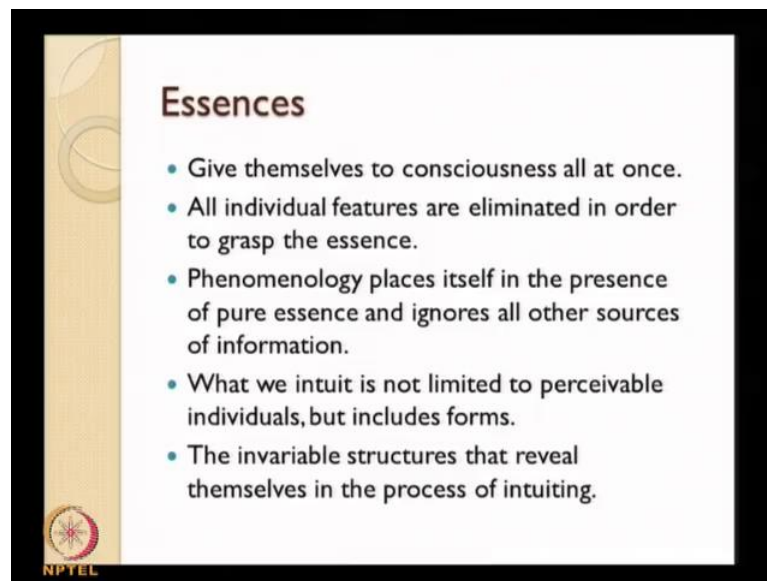 Essences
• Give themselves to consciousness all at once.
• All individual features are eliminated in order
to grasp the essence.
• Phenomenology places itself in the presence
of pure essence and ignores all other sources
of information.
• What we intuit is not limited to perceivable
individuals, but includes forms.
• The invariable structures that reveal
themselves in the process of intuiting.
NPTEL